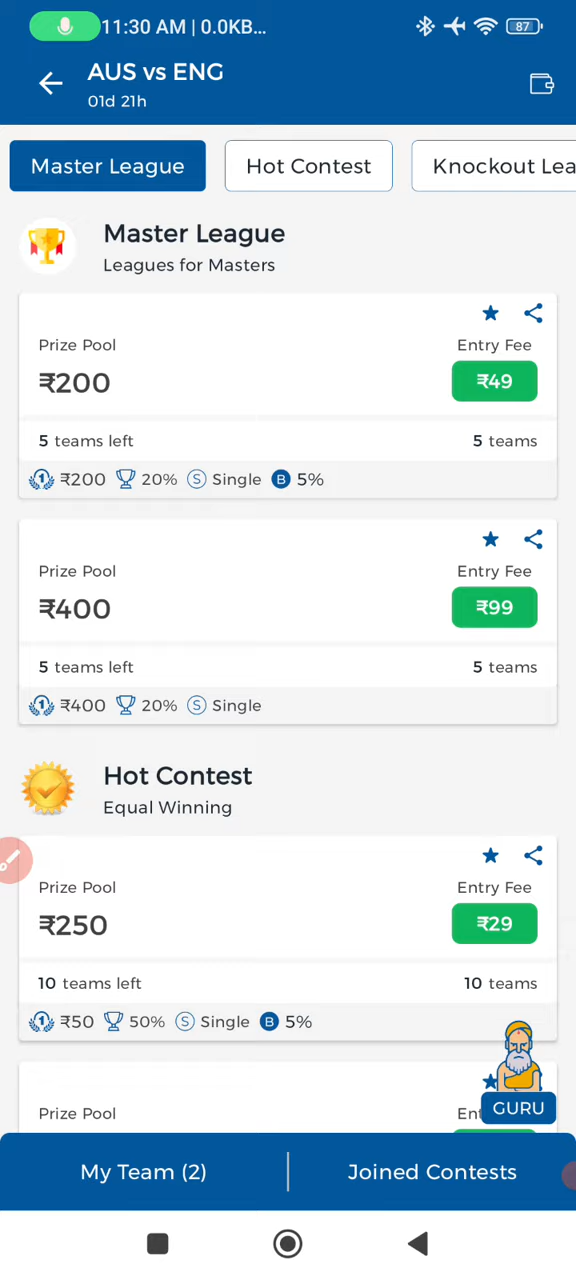 11:30 AM | 0.0KB...
87
AUS vs ENG
01d 21h
Master League
Hot Contest
Knockout Lea
Master League
Leagues for Masters
Prize Pool
Entry Fee
₹200
₹49
5 teams left
5 teams
1 ₹200 20% S Single B 5%
Prize Pool
Entry Fee
₹400
₹99
5 teams left
5 teams
1 ₹400 20% S Single
Hot Contest
Equal Winning
Prize Pool
Entry Fee
₹250
₹29
10 teams left
10 teams
1 ₹50 50% S Single B 5%
Prize Pool
Ent
GURU
My Team (2)
Joined Contests